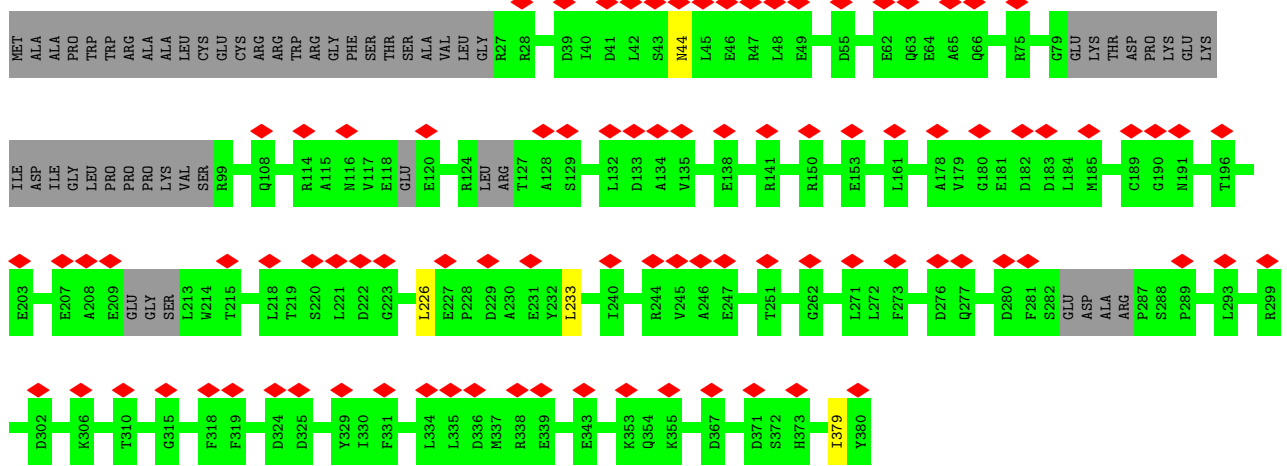 MET ALA ALA PRO TRP TRP ARG ALA ALA LEU CYS GLU CYS ARG ARG TRP ARG GLY PHE SER THR SER ALA VAL LEU GLY R27 R28 D39 I40 D41 L42 S43 N44 L45 E46 R47 L48 E49 D55 E62 Q63 E64 A65 Q66 R75 G79 GLU LYS THR ASP PRO LYS GLU LYS
ILE ASP ILE GLY LEU PRO PRO PRO LYS VAL SER R99 Q108 R114 A115 N116 V117 E118 GLU E120 R124 LEU ARG T127 A128 S129 L132 D133 A134 V135 E138 R141 R150 E153 L161 A178 V179 G180 E181 D182 D183 L184 M185 C189 G190 N191 T196
E203 E207 A208 E209 GLU GLY SER L213 W214 T215 L218 T219 S220 L221 D222 G223 L226 E227 P228 D229 A230 E231 Y232 L233 I240 R244 V245 A246 E247 T251 G262 L271 L272 F273 D276 Q277 D280 F281 S282 GLU ASP ALA ARG P287 S288 P289 L293 R299
D302 K306 T310 G315 F318 F319 D324 D325 Y329 I330 F331 L334 L335 D336 M337 R338 E339 E343 K353 Q354 K355 D367 D371 S372 H373 I379 Y380